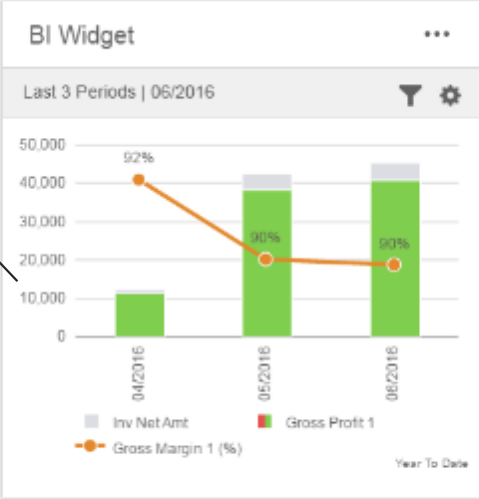 BI Widget
Last 3 Periods | 06/2016
50,000
40,000
30,000
20,000
10,000
0
92%
90%
90%
04/2016
05/2016
06/2016
Inv Net Amt
Gross Profit 1
Gross Margin 1 (%)
Year To Date